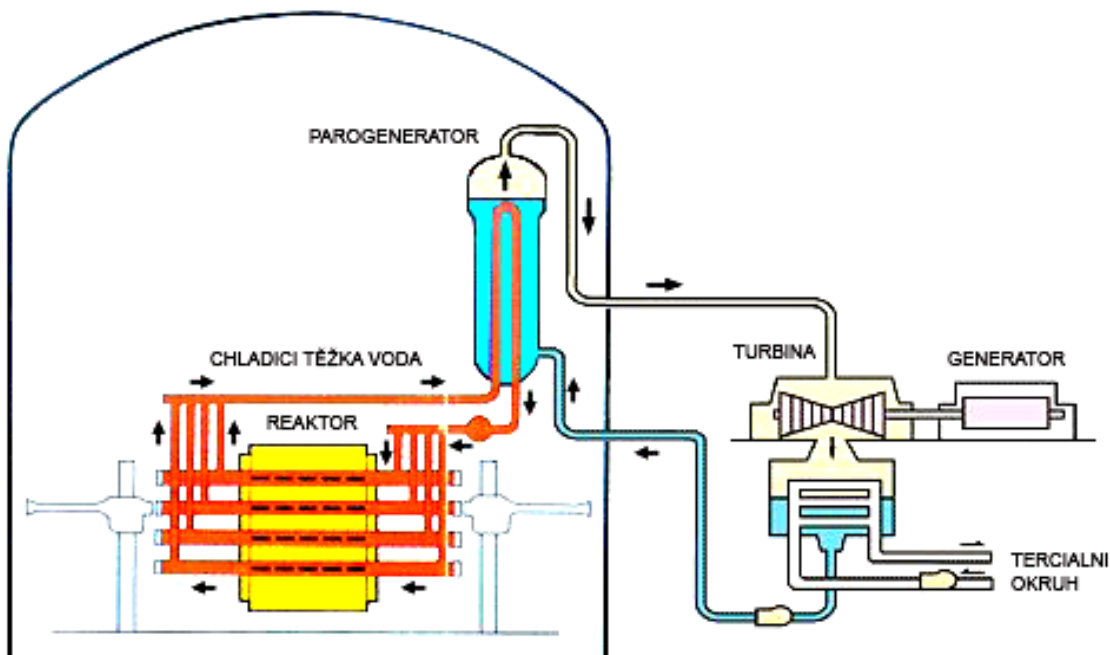 PAROGENERATOR
CHLADICI TĚŽKA VODA
TURBINA
GENERATOR
REAKTOR
TERCIALNI
OKRUH